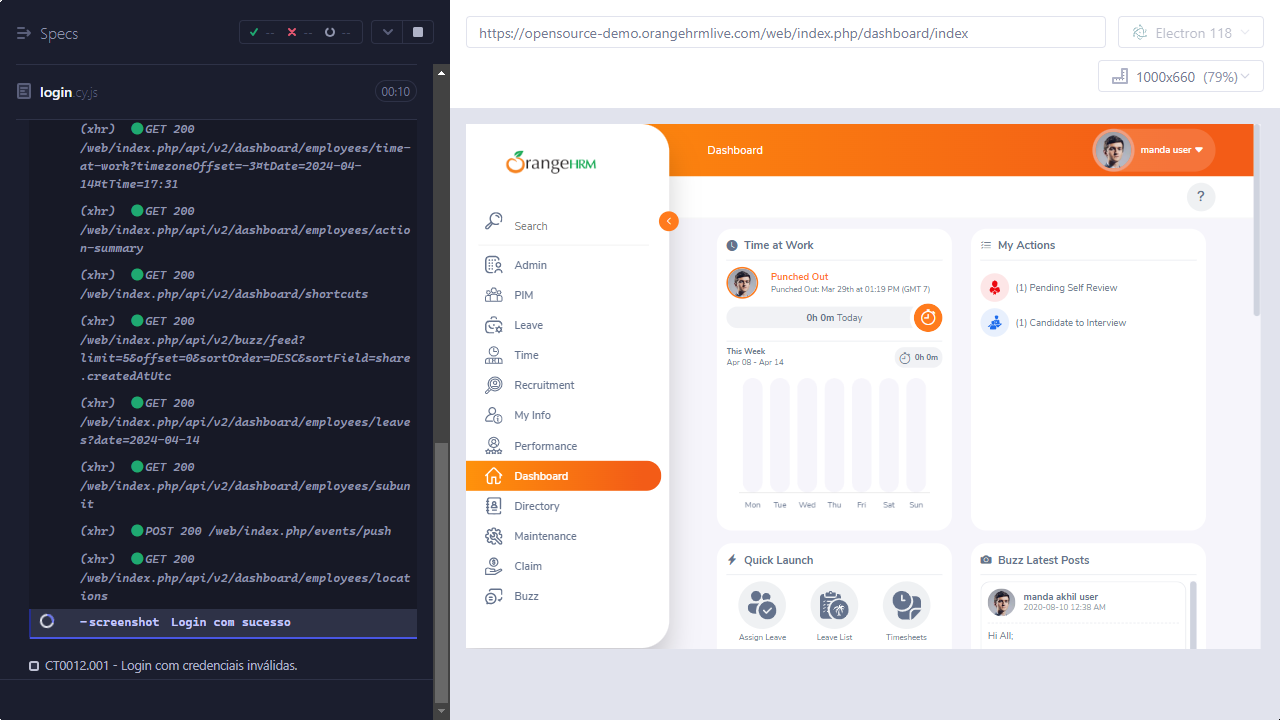 Specs
-- -- --
login.cy.js
00:10
(xhr) GET 200
/web/index.php/api/v2/dashboard/employees/time-
at-work?timezoneOffset=-3¤tDate=2024-04-
14¤tTime=17:31
(xhr) GET 200
/web/index.php/api/v2/dashboard/employees/actio
n-summary
(xhr) GET 200
/web/index.php/api/v2/dashboard/shortcuts
(xhr) GET 200
/web/index.php/api/v2/buzz/feed?
limit=5&offset=0&sortOrder=DESC&sortField=share
.createdAtUtc
(xhr) GET 200
/web/index.php/api/v2/dashboard/employees/leave
s?date=2024-04-14
(xhr) GET 200
/web/index.php/api/v2/dashboard/employees/subun
it
(xhr) POST 200 /web/index.php/events/push
(xhr) GET 200
/web/index.php/api/v2/dashboard/employees/locat
ions
-screenshot Login com sucesso
CT0012.001 - Login com credenciais inválidas.
https://opensource-demo.orangehrmlive.com/web/index.php/dashboard/index
Electron 118
1000x660 (79%)
OrangeHRM
Search
Admin
PIM
Leave
Time
Recruitment
My Info
Performance
Dashboard
Directory
Maintenance
Claim
Buzz
Dashboard
manda user
?
Time at Work
Punched Out
Punched Out: Mar 29th at 01:19 PM (GMT 7)
0h 0m Today
This Week
Apr 08 - Apr 14
0h 0m
Mon Tue Wed Thu Fri Sat Sun
My Actions
(1) Pending Self Review
(1) Candidate to Interview
Quick Launch
Assign Leave
Leave List
Timesheets
Buzz Latest Posts
manda akhil user
2020-08-10 12:38 AM
Hi All;